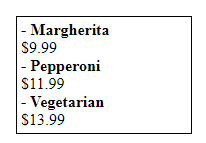 - Margherita
$9.99
- Pepperoni
$11.99
- Vegetarian
$13.99